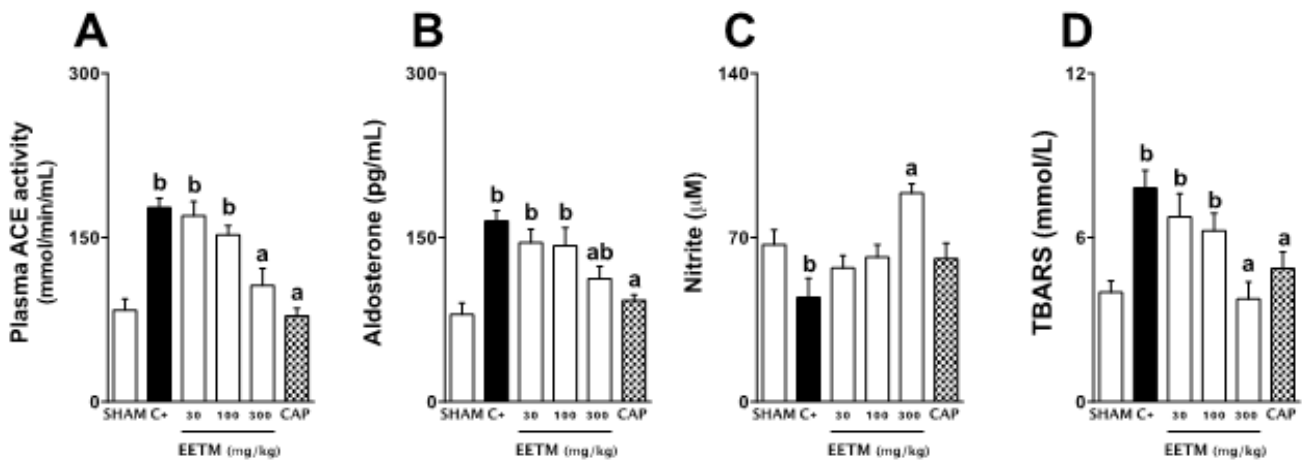 A
Plasma ACE activity
(mmol/min/mL)
300
150
0
b
b
b
a
a
SHAM C+ 30 100 300 CAP
EETM (mg/kg)
B
Aldosterone (pg/mL)
300
150
0
b
b
b
ab
a
SHAM C+ 30 100 300 CAP
EETM (mg/kg)
C
Nitrite (μM)
140
70
0
b
a
SHAM C+ 30 100 300 CAP
EETM (mg/kg)
D
TBARS (mmol/L)
12
6
0
b
b
b
a
a
SHAM C+ 30 100 300 CAP
EETM (mg/kg)